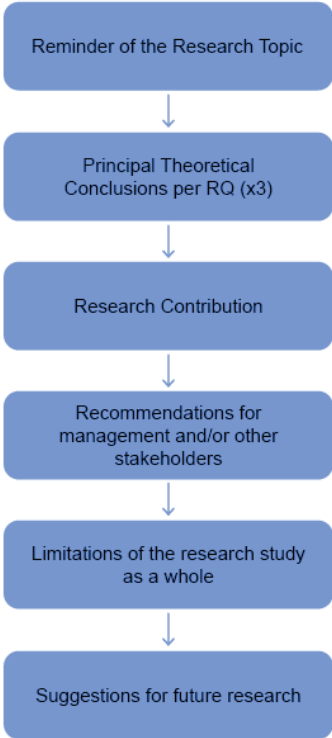 Reminder of the Research Topic
Principal Theoretical
Conclusions per RQ (x3)
Research Contribution
Recommendations for
management and/or other
stakeholders
Limitations of the research study
as a whole
Suggestions for future research